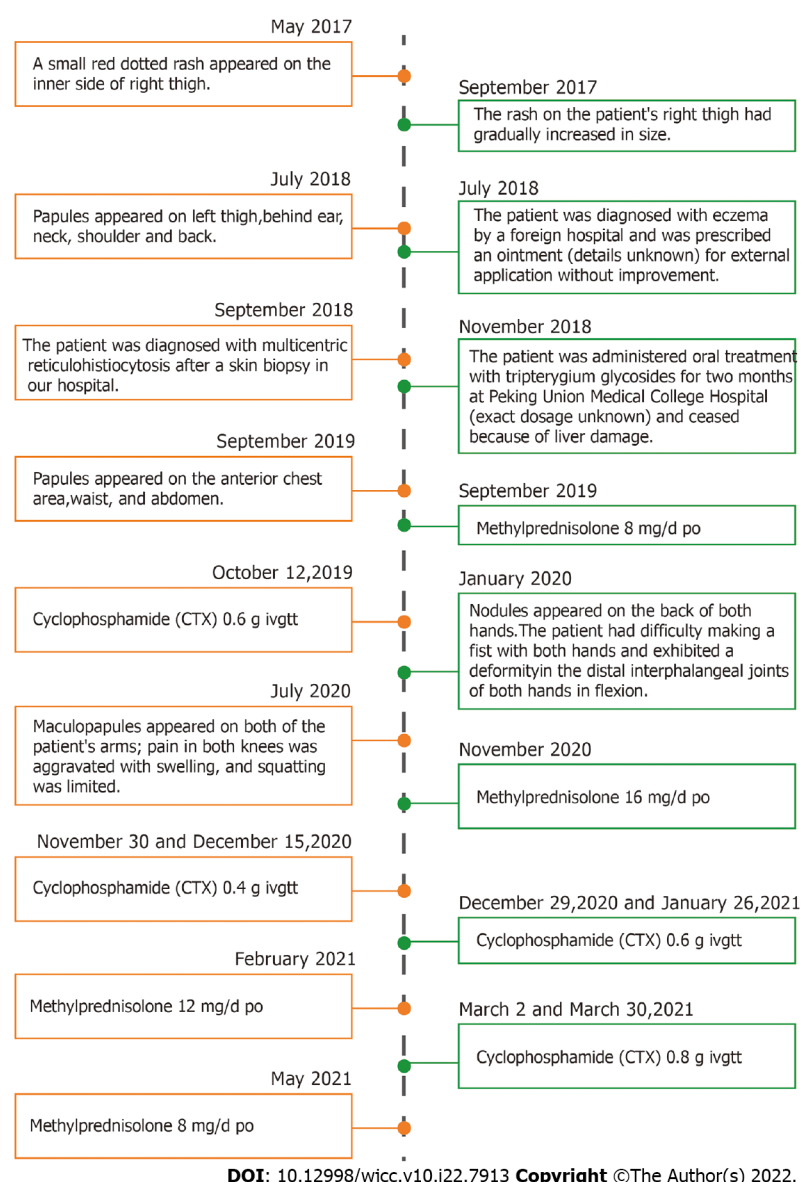 May 2017
A small red dotted rash appeared on the
inner side of right thigh.
September 2017
The rash on the patient's right thigh had
gradually increased in size.
July 2018
Papules appeared on left thigh,behind ear,
neck, shoulder and back.
July 2018
The patient was diagnosed with eczema
by a foreign hospital and was prescribed
an ointment (details unknown) for external
application without improvement.
September 2018
The patient was diagnosed with multicentric
reticulohistiocytosis after a skin biopsy in
our hospital.
November 2018
The patient was administered oral treatment
with tripterygium glycosides for two months
at Peking Union Medical College Hospital
(exact dosage unknown) and ceased
because of liver damage.
September 2019
Papules appeared on the anterior chest
area,waist, and abdomen.
September 2019
Methylprednisolone 8 mg/d po
October 12,2019
Cyclophosphamide (CTX) 0.6 g ivgtt
January 2020
Nodules appeared on the back of both
hands.The patient had difficulty making a
fist with both hands and exhibited a
deformityin the distal interphalangeal joints
of both hands in flexion.
July 2020
Maculopapules appeared on both of the
patient's arms; pain in both knees was
aggravated with swelling, and squatting
was limited.
November 2020
Methylprednisolone 16 mg/d po
November 30 and December 15,2020
Cyclophosphamide (CTX) 0.4 g ivgtt
December 29,2020 and January 26,2021
Cyclophosphamide (CTX) 0.6 g ivgtt
February 2021
Methylprednisolone 12 mg/d po
March 2 and March 30,2021
Cyclophosphamide (CTX) 0.8 g ivgtt
May 2021
Methylprednisolone 8 mg/d po
DOI: 10.12998/wjcc.v10.i22.7913 Copyright ©The Author(s) 2022.